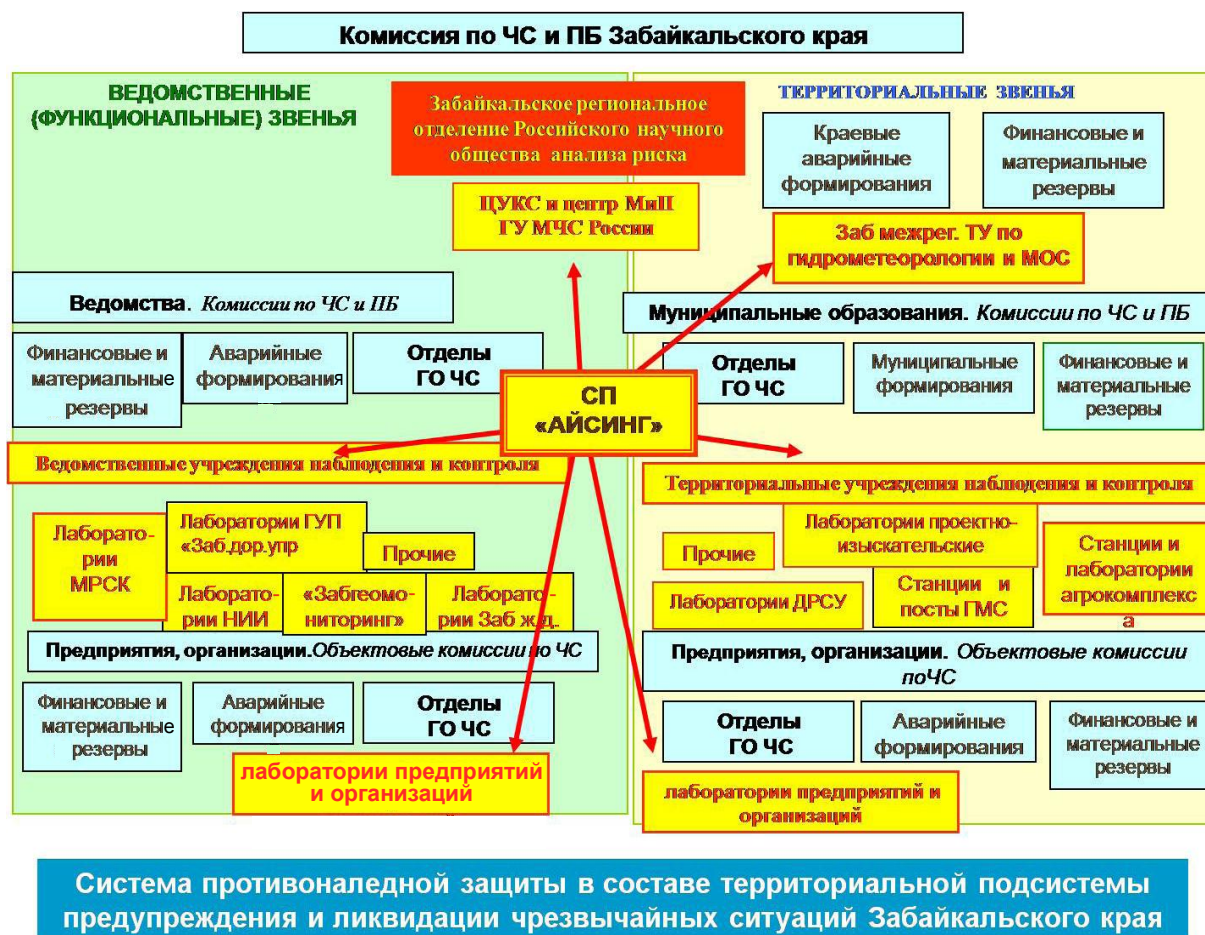 Комиссия по ЧС и ПБ Забайкальского края
ВЕДОМСТВЕННЫЕ
(ФУНКЦИОНАЛЬНЫЕ) ЗВЕНЬЯ
Забайкальское региональное
отделение Российского научного
общества анализа риска
ТЕРРИТОРИАЛЬНЫЕ ЗВЕНЬЯ
Краевые
аварийные
формирования
Финансовые и
материальные
резервы
ЦУКС и центр МиП
ГУ МЧС России
Заб межрег. ТУ по
гидрометеорологии и МОС
Ведомства. Комиссии по ЧС и ПБ
Муниципальные образования. Комиссии по ЧС и ПБ
Финансовые и
материальные
резервы
Аварийные
формирования
Отделы
ГО ЧС
СП
«АЙСИНГ»
Отделы
ГО ЧС
Муниципальные
формирования
Финансовые и
материальные
резервы
Ведомственные учреждения наблюдения и контроля
Территориальные учреждения наблюдения и контроля
Лаборато-
рии
МРСК
Лаборатории ГУП
«Заб.дор.упр
Прочие
Лаборато-
рии НИИ
«Забгеомо-
ниторинг»
Лаборато-
рии Заб ж.д.
Прочие
Лаборатории проектно-
изыскательские
Станции и
лаборатории
агрокомплекс
а
Лаборатории ДРСУ
Станции и
посты ГМС
Предприятия, организации.Объектовые комиссии по ЧС
Предприятия, организации. Объектовые комиссии
поЧС
Финансовые и
материальные
резервы
Аварийные
формирования
Отделы
ГО ЧС
Отделы
ГО ЧС
Аварийные
формирования
Финансовые и
материальные
резервы
лаборатории предприятий
и организаций
лаборатории предприятий и
организаций
Система противоналедной защиты в составе территориальной подсистемы
предупреждения и ликвидации чрезвычайных ситуаций Забайкальского края